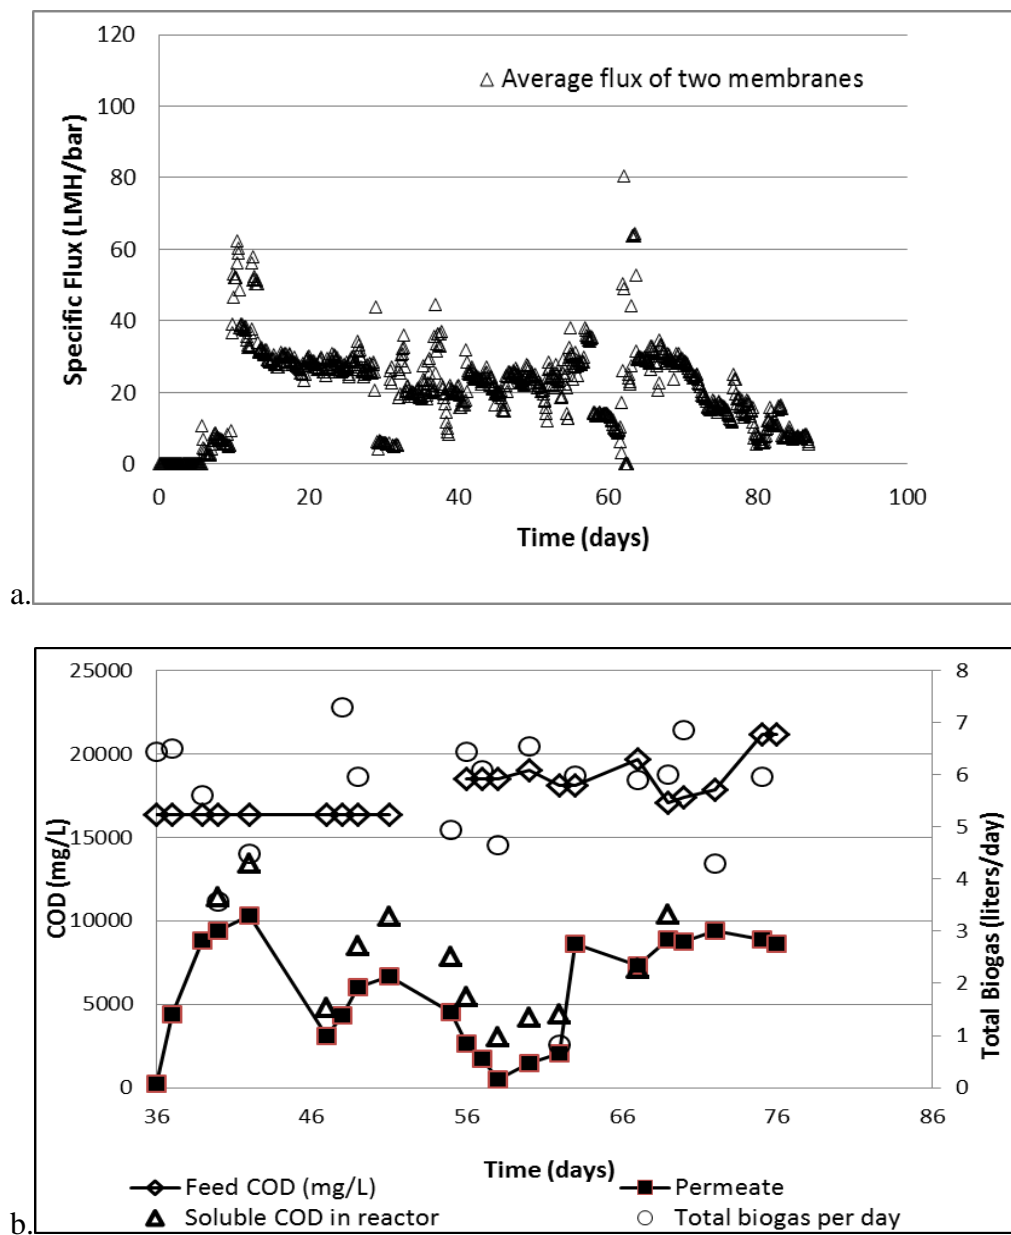 120
100
80
60
40
20
0
Specific Flux (LMH/bar)
Average flux of two membranes
0 20 40 60 80 100
Time (days)
a.
25000
20000
15000
10000
5000
0
COD (mg/L)
8
7
6
5
4
3
2
1
0
Total Biogas (liters/day)
36 46 56 66 76 86
Time (days)
Feed COD (mg/L) Permeate
Soluble COD in reactor Total biogas per day
b.